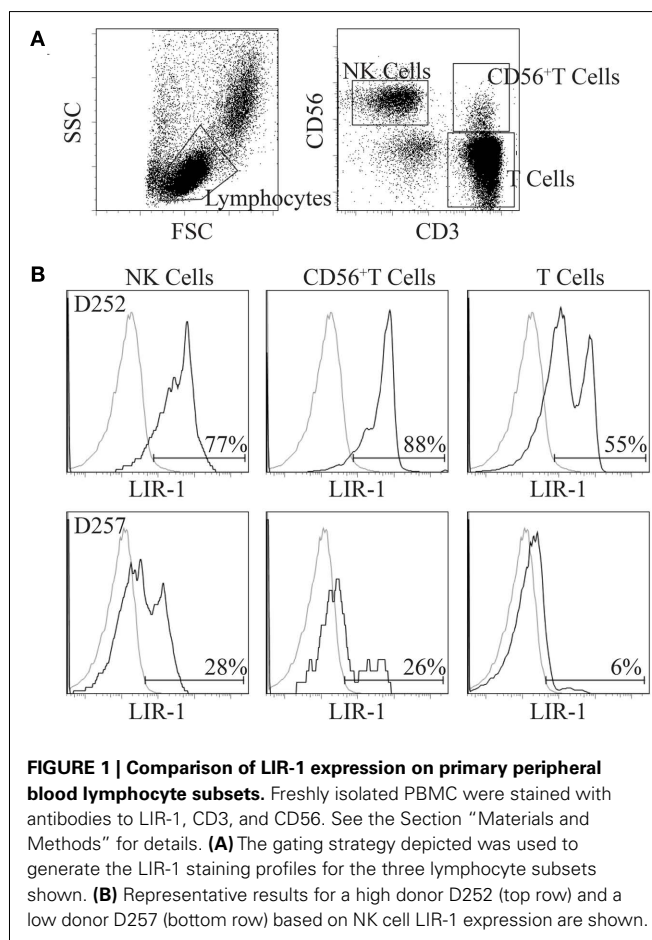 A
SSC
FSC
Lymphocytes
NK Cells
CD56+T Cells
T Cells
CD56
CD3
B
NK Cells
CD56+T Cells
T Cells
D252
77%
88%
55%
LIR-1
LIR-1
LIR-1
D257
28%
26%
6%
LIR-1
LIR-1
LIR-1
FIGURE 1 | Comparison of LIR-1 expression on primary peripheral
blood lymphocyte subsets. Freshly isolated PBMC were stained with
antibodies to LIR-1, CD3, and CD56. See the Section “Materials and
Methods” for details. (A) The gating strategy depicted was used to
generate the LIR-1 staining profiles for the three lymphocyte subsets
shown. (B) Representative results for a high donor D252 (top row) and a
low donor D257 (bottom row) based on NK cell LIR-1 expression are shown.